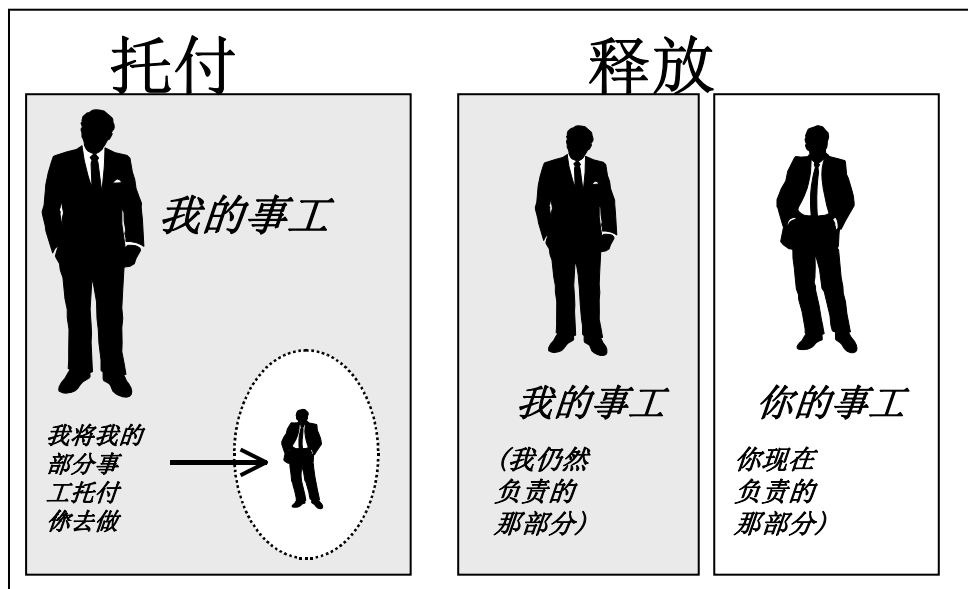 托付
我的事工
我将我的
部分事
工托付
你去做
释放
我的事工
(我仍然
负责的
那部分)
你的事工
你现在
负责的
那部分)